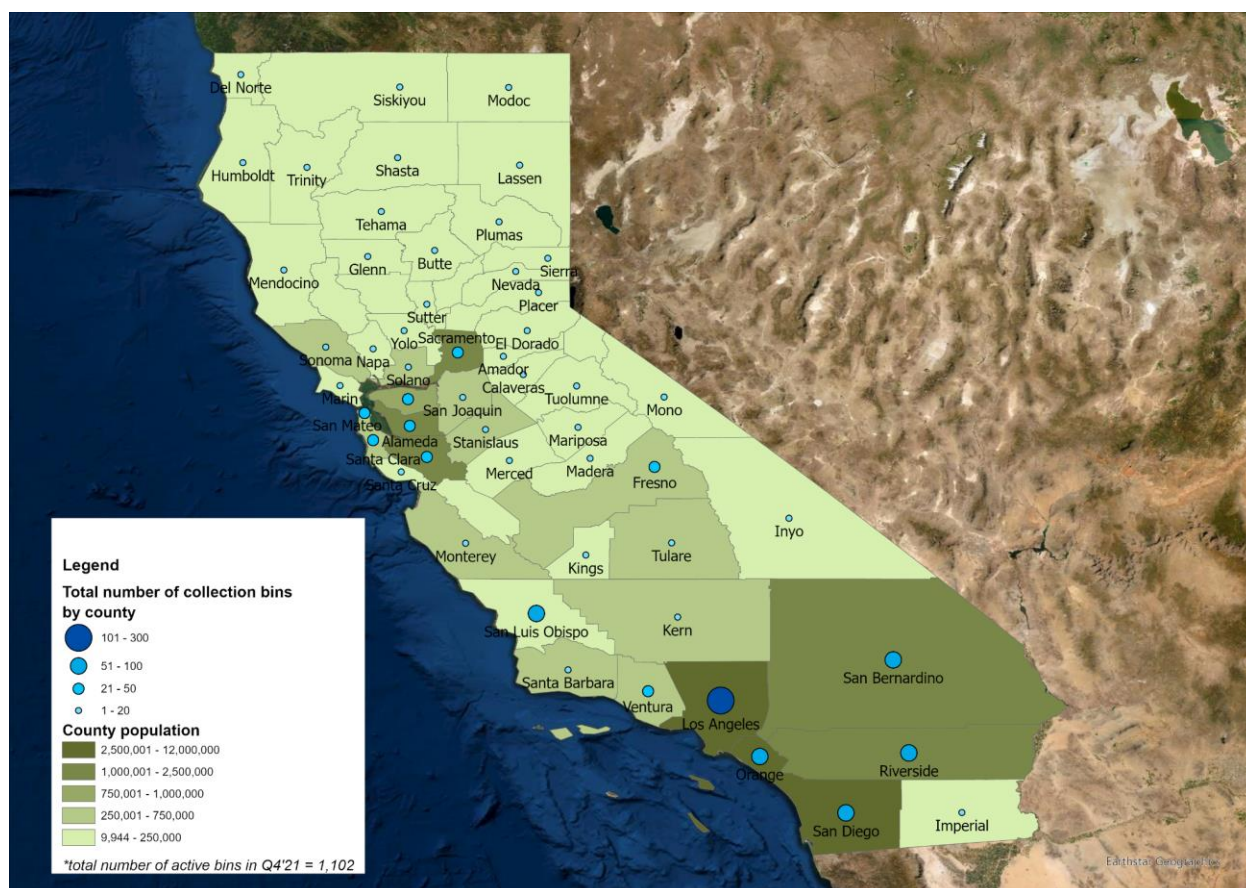 Del Norte
Siskiyou
Modoc
Humboldt
Trinity
Shasta
Lassen
Tehama
Plumas
Mendocino
Glenn
Butte
Sierra
Nevada
Placer
Sutter
Yolo
Sacramento
El Dorado
Sonoma
Napa
Solano
Amador
Calaveras
Marin
San Joaquin
Tuolumne
Mono
San Mateo
Alameda
Stanislaus
Mariposa
Santa Clara
Merced
Madera
Santa Cruz
Fresno
Inyo
Monterey
Kings
Tulare
San Luis Obispo
Kern
Santa Barbara
Ventura
Los Angeles
San Bernardino
Orange
Riverside
San Diego
Imperial
Legend
Total number of collection bins
by county
101 - 300
51 - 100
21 - 50
1 - 20
County population
2,500,001 - 12,000,000
1,000,001 - 2,500,000
750,001 - 1,000,000
250,001 - 750,000
9,944 - 250,000
*total number of active bins in Q4'21 = 1,102
Earthstar Geographics